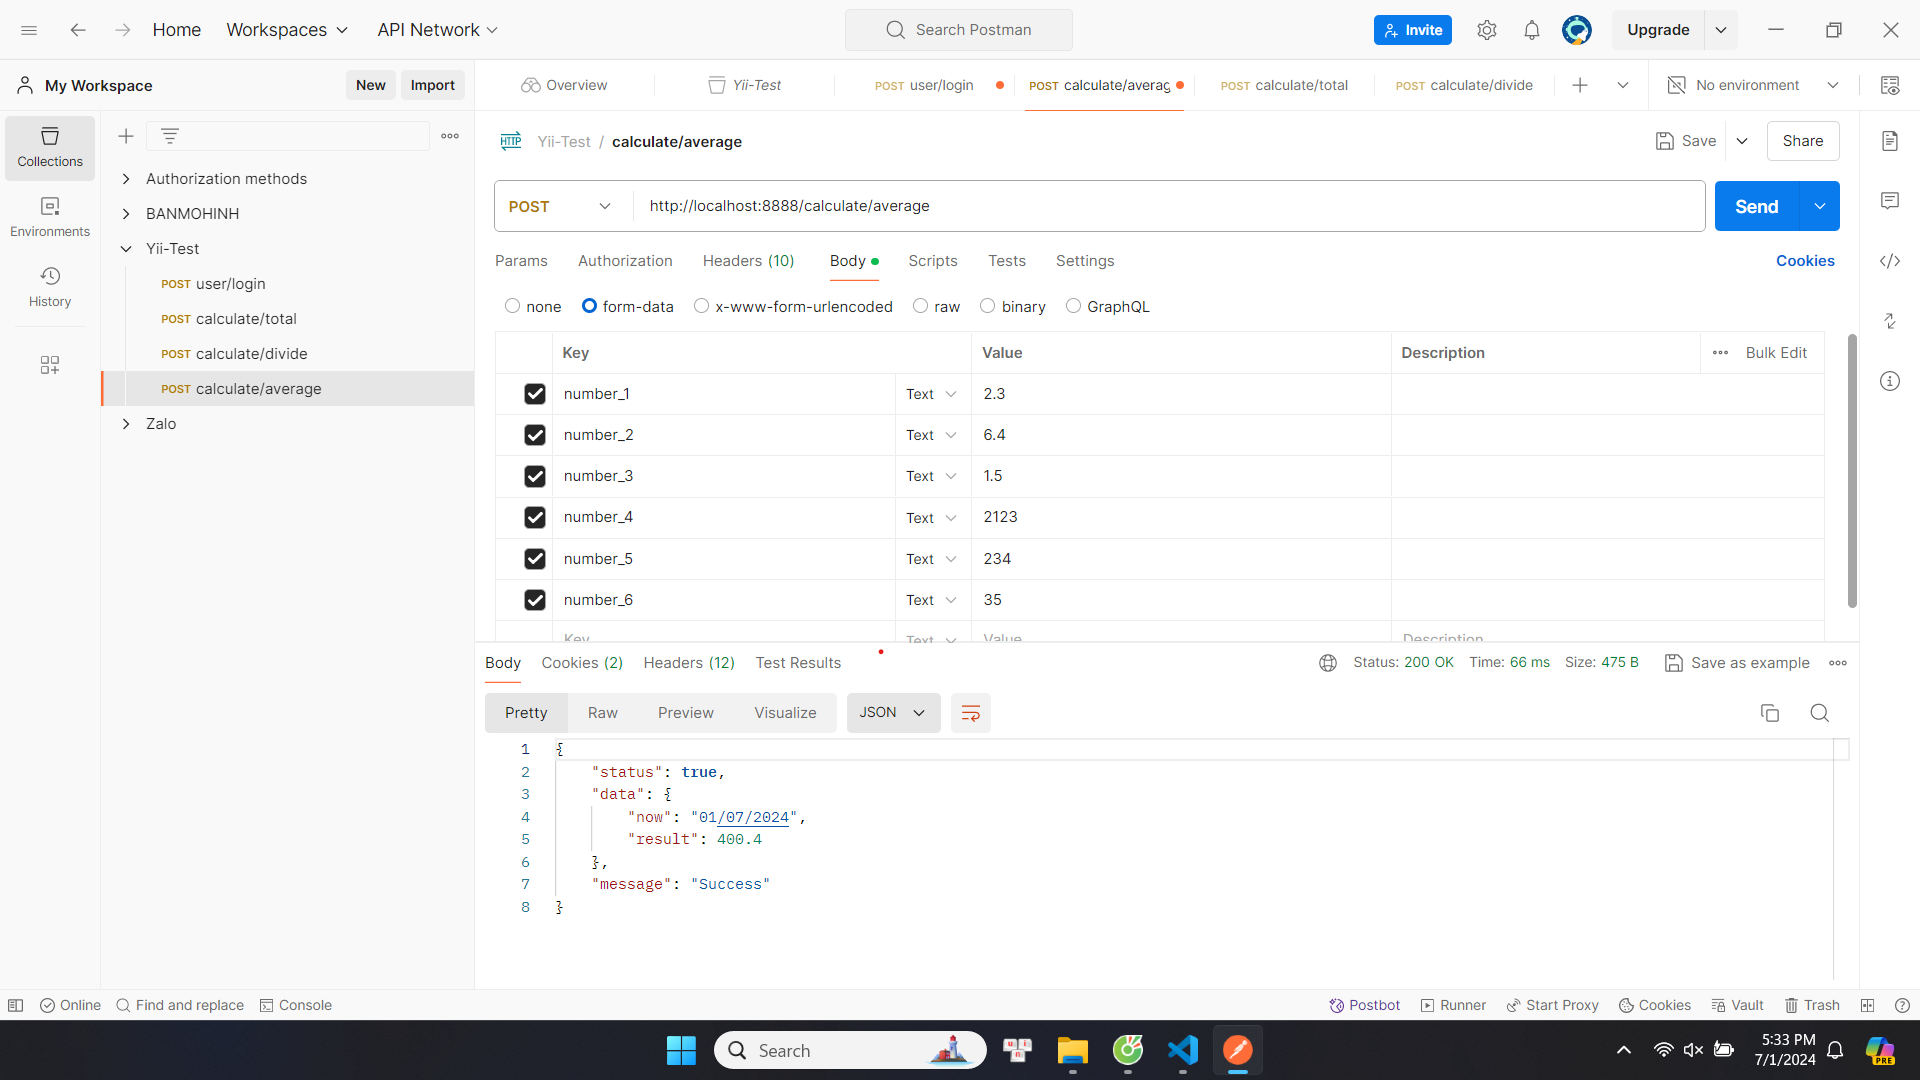 Home
Workspaces
API Network
Search Postman
Invite
Upgrade
My Workspace
New
Import
Overview
Yii-Test
POST user/login
POST calculate/averag
POST calculate/total
POST calculate/divide
No environment
Collections
Environments
History
Authorization methods
BANMOHINH
Yii-Test
POST user/login
POST calculate/total
POST calculate/divide
POST calculate/average
Zalo
HTTP Yii-Test / calculate/average
Save
Share
POST
http://localhost:8888/calculate/average
Send
Params Authorization Headers (10) Body Scripts Tests Settings
Cookies
none form-data x-www-form-urlencoded raw binary GraphQL
Key Value Description Bulk Edit
number_1 Text 2.3
number_2 Text 6.4
number_3 Text 1.5
number_4 Text 2123
number_5 Text 234
number_6 Text 35
Key Text Value Description
Body Cookies (2) Headers (12) Test Results
Status: 200 OK Time: 66 ms Size: 475 B Save as example
Pretty Raw Preview Visualize JSON
1 {
2 "status": true,
3 "data": {
4 "now": "01/07/2024",
5 "result": 400.4
6 },
7 "message": "Success"
8 }
Online Find and replace Console
Postbot Runner Start Proxy Cookies Vault Trash
Search
5:33 PM
7/1/2024
PRE